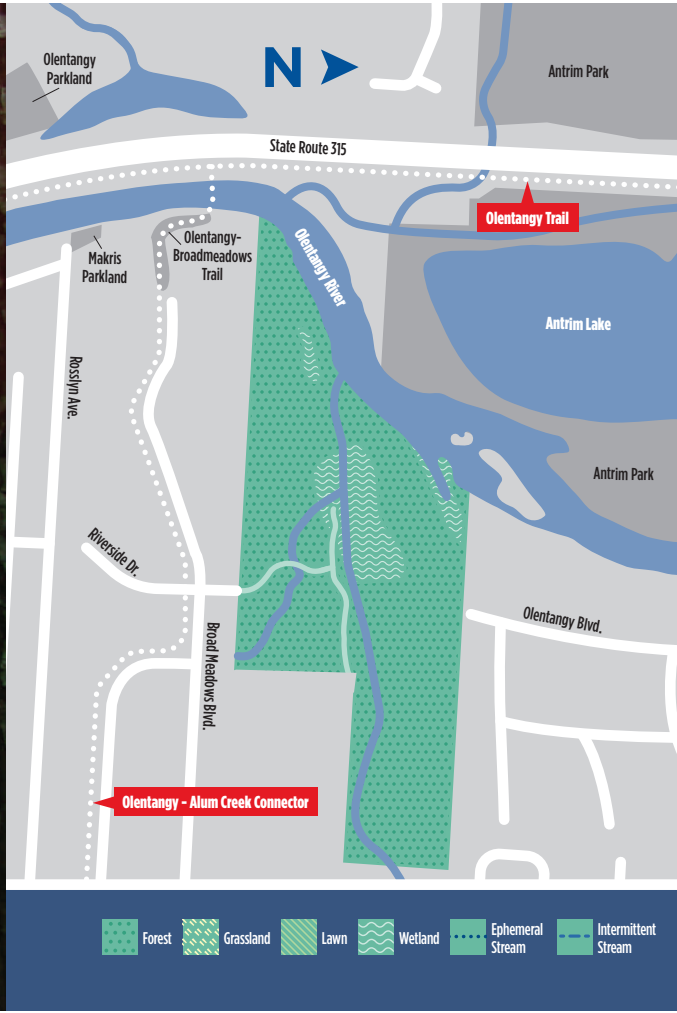 Olentangy
Parkland
N
Antrim Park
State Route 315
Olentangy Trail
Makris
Parkland
Olentangy-
Broadmeadows
Trail
Olentangy River
Antrim Lake
Rosslyn Ave.
Antrim Park
Riverside Dr.
Olentangy Blvd.
Broad Meadows Blvd.
Olentangy - Alum Creek Connector
Forest
Grassland
Lawn
Wetland
Ephemeral
Stream
Intermittent
Stream